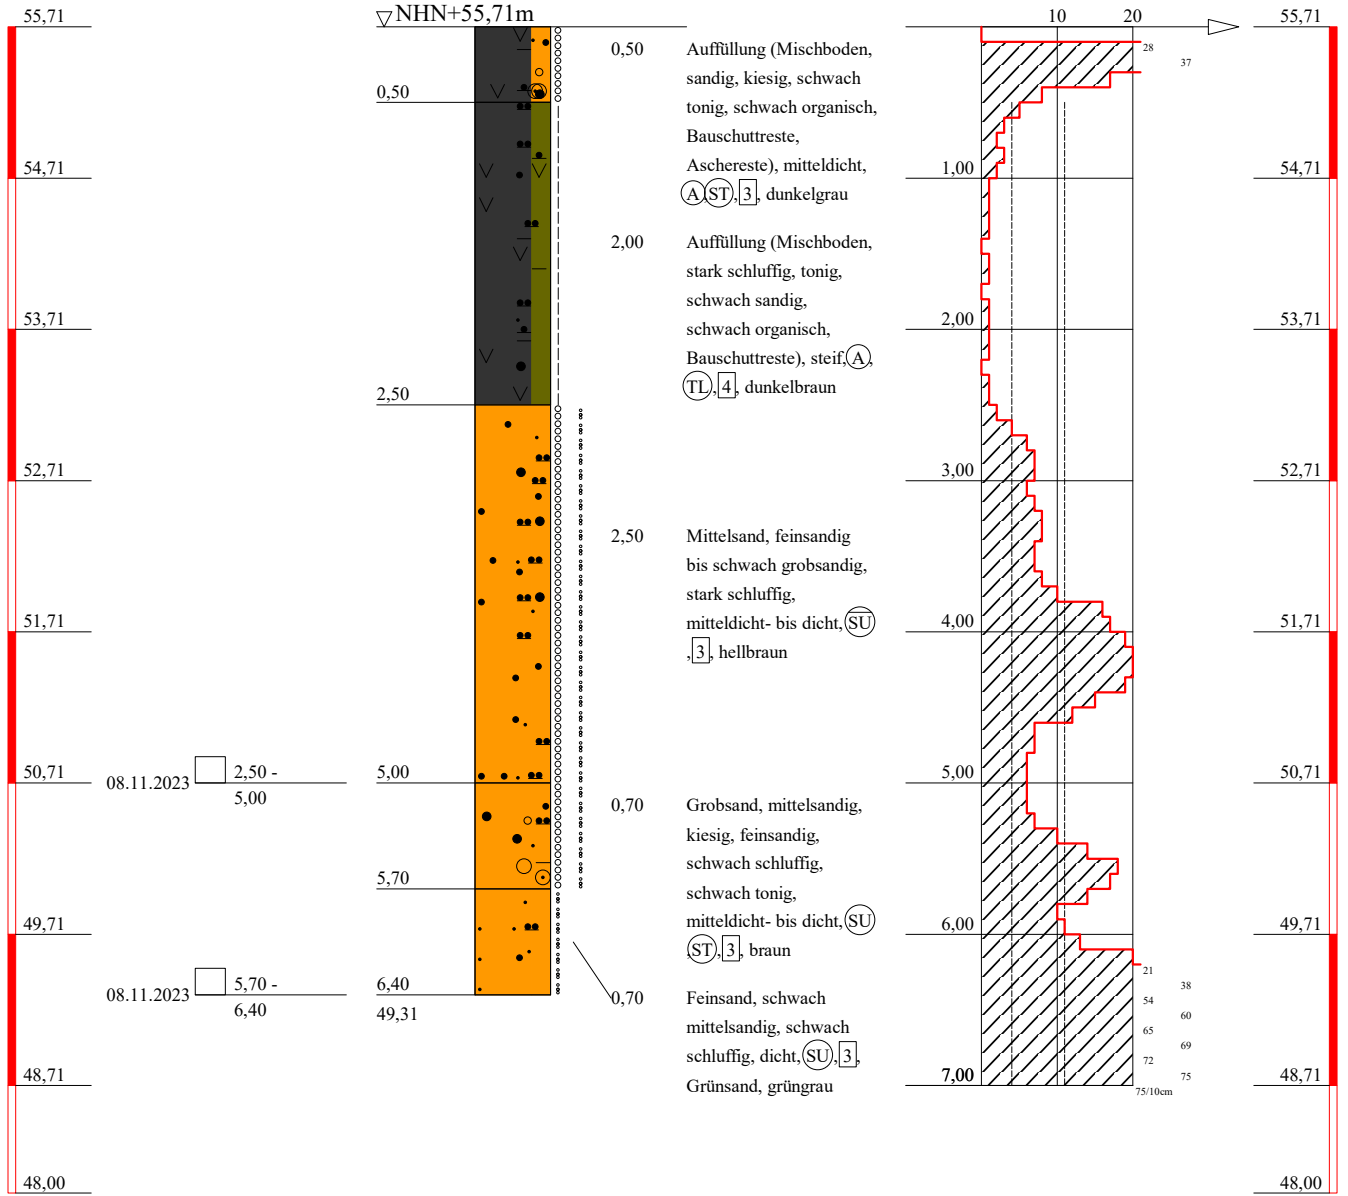 NHN+55,71m
55,71
54,71
53,71
52,71
51,71
50,71
49,71
48,71
48,00
08.11.2023
2,50 -
5,00
08.11.2023
5,70 -
6,40
0,50
2,50
5,00
5,70
6,40
49,31
0,50
Auffüllung (Mischboden,
sandig, kiesig, schwach
tonig, schwach organisch,
Bauschuttreste,
Aschereste), mitteldicht,
A, ST, 3, dunkelgrau
2,00
Auffüllung (Mischboden,
stark schluffig, tonig,
schwach sandig,
schwach organisch,
Bauschuttreste), steif, A,
TL, 4, dunkelbraun
2,50
Mittelsand, feinsandig
bis schwach grobsandig,
stark schluffig,
mitteldicht- bis dicht, S̅U̅
, 3, hellbraun
0,70
Grobsand, mittelsandig,
kiesig, feinsandig,
schwach schluffig,
schwach tonig,
mitteldicht- bis dicht, SU
, ST, 3, braun
0,70
Feinsand, schwach
mittelsandig, schwach
schluffig, dicht, SU, 3,
Grünsand, grüngrau
10 20
28
37
1,00
2,00
3,00
4,00
5,00
6,00
7,00
21
38
54
60
65
69
72
75
75/10cm
55,71
54,71
53,71
52,71
51,71
50,71
49,71
48,71
48,00